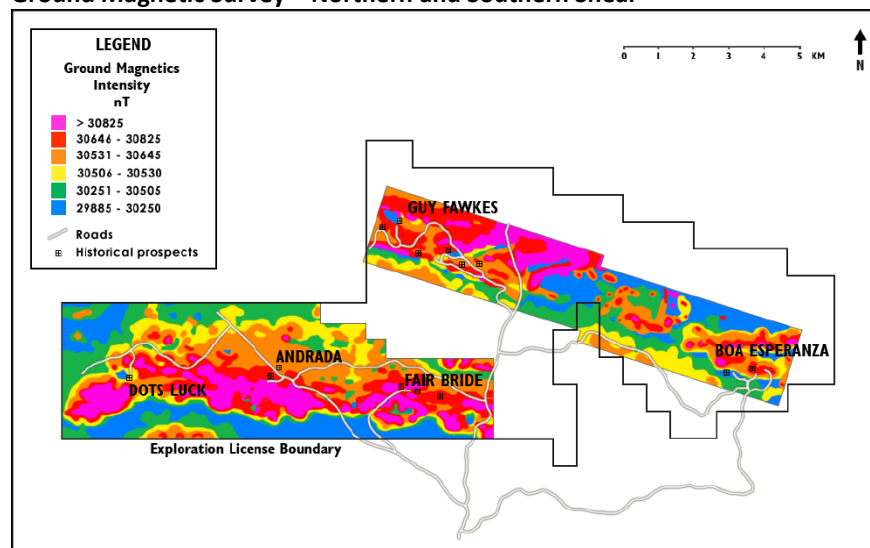 Ground Magnetic Survey – Northern and Southern Shear
LEGEND
Ground Magnetics
Intensity
nT
> 30825
30646 - 30825
30531 - 30645
30506 - 30530
30251 - 30505
29885 - 30250
Roads
Historical prospects
0 1 2 3 4 5 KM
N
GUY FAWKES
BOA ESPERANZA
ANDRADA
FAIR BRIDE
DOTS LUCK
Exploration License Boundary